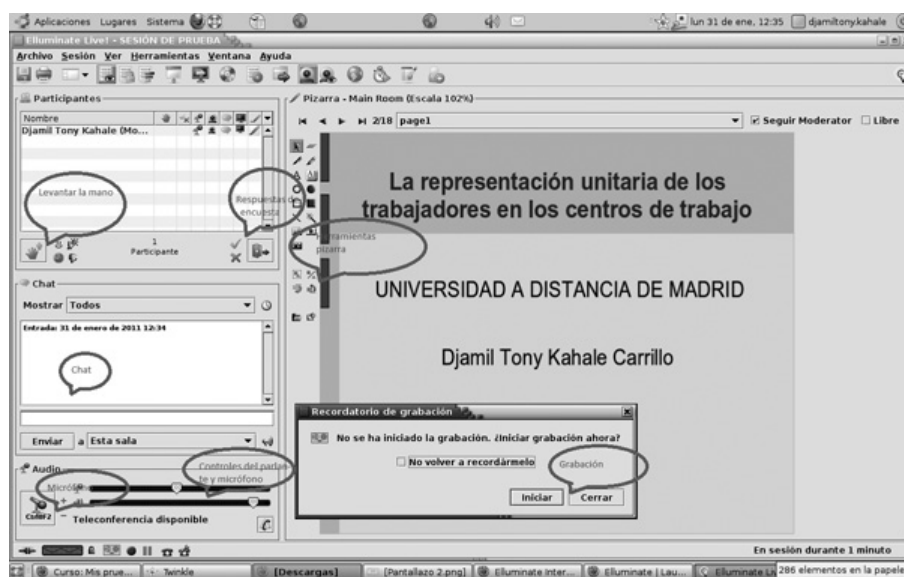 Aplicaciones Lugares Sistema lun 31 de ene, 12:35 djamiltonykahale
Elluminate Live! - SESIÓN DE PRUEBA
Archivo Sesión Ver Herramientas Ventana Ayuda
Participantes
Nombre
Djamil Tony Kahale (Mo...
Levantar la mano
Respuestas de
encuesta
1
Participante
Chat
Mostrar Todos
Entrada: 31 de enero de 2011 12:34
Chat
Enviar a Esta sala
Audio
Controles del parlan-
te y micrófono
Micrófono
Ctrl+F2
Teleconferencia disponible
Pizarra - Main Room (Escala 102%)
2/18 page1 Seguir Moderator Libre
Herramientas
pizarra
La representación unitaria de los
trabajadores en los centros de trabajo
UNIVERSIDAD A DISTANCIA DE MADRID
Djamil Tony Kahale Carrillo
Recordatorio de grabación
No se ha iniciado la grabación. ¿Iniciar grabación ahora?
No volver a recordármelo
Grabación
Iniciar Cerrar
En sesión durante 1 minuto
Curso: Mis prue... Twinkle [Descargas] [Pantallazo 2.png] Elluminate Inter... Elluminate | Lau... Elluminate Li 286 elementos en la papele